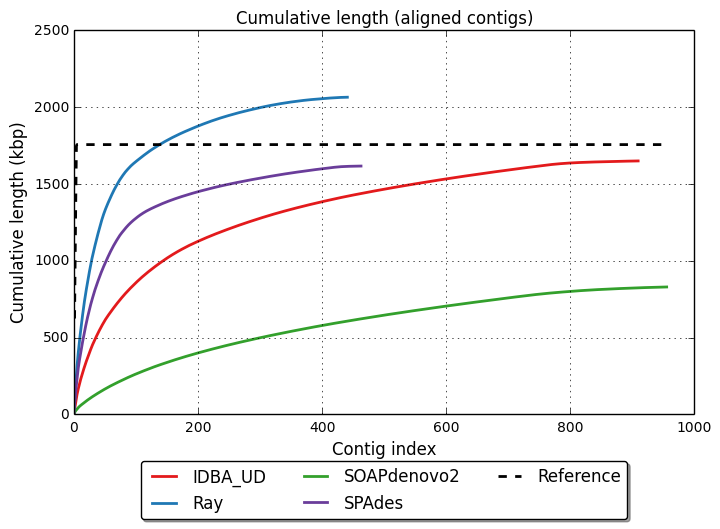 Cumulative length (aligned contigs)
2500
2000
1500
1000
500
0
Cumulative length (kbp)
0 200 400 600 800 1000
Contig index
IDBA_UD SOAPdenovo2 Reference
Ray SPAdes